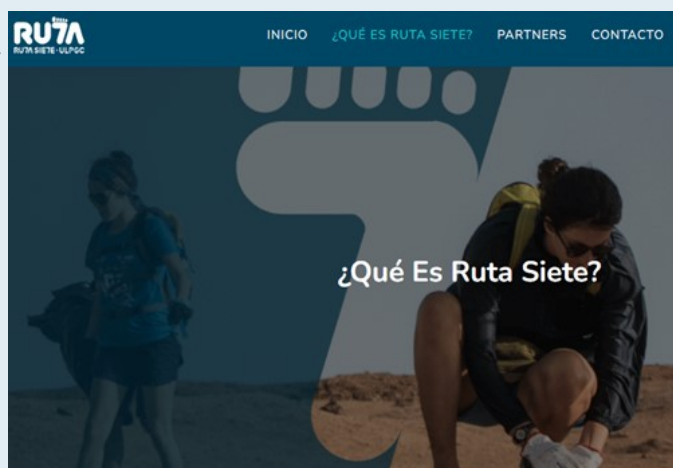 RU7A
RUTA SIETE · ULPGC
INICIO ¿QUÉ ES RUTA SIETE? PARTNERS CONTACTO
¿Qué Es Ruta Siete?